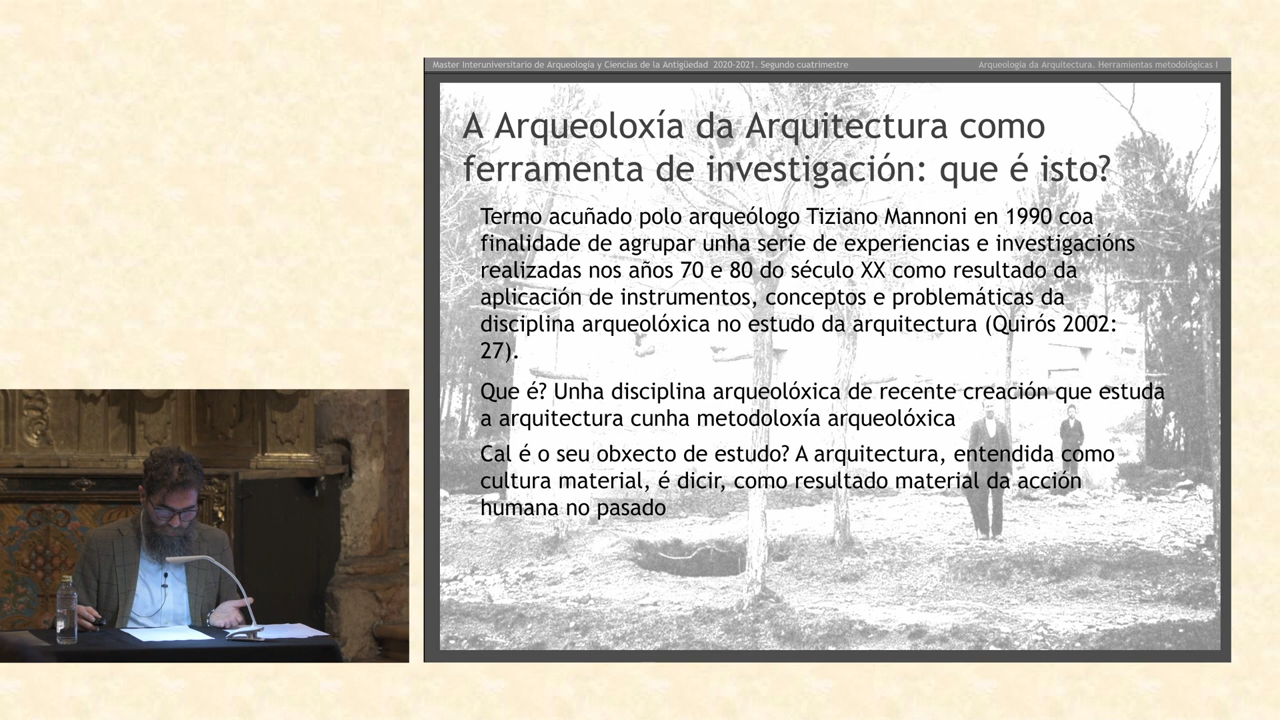 Master Interuniversitario de Arqueología y Ciencias de la Antigüedad 2020-2021. Segundo cuatrimestre
Arqueología da Arquitectura. Herramientas metodológicas I
A Arqueoloxía da Arquitectura como
ferramenta de investigación: que é isto?
Termo acuñado polo arqueólogo Tiziano Mannoni en 1990 coa
finalidade de agrupar unha serie de experiencias e investigacións
realizadas nos años 70 e 80 do século XX como resultado da
aplicación de instrumentos, conceptos e problemáticas da
disciplina arqueolóxica no estudo da arquitectura (Quirós 2002:
27).
Que é? Unha disciplina arqueolóxica de recente creación que estuda
a arquitectura cunha metodoloxía arqueolóxica
Cal é o seu obxecto de estudo? A arquitectura, entendida como
cultura material, é dicir, como resultado material da acción
humana no pasado